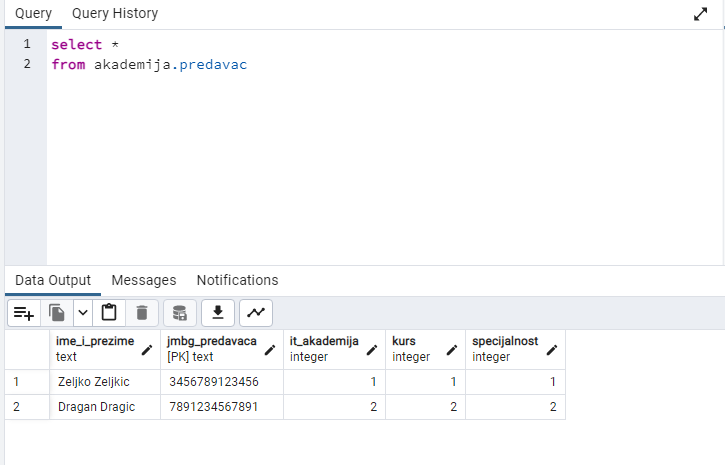 Query Query History
1 select *
2 from akademija.predavac
Data Output Messages Notifications
ime_i_prezime jmbg_predavaca it_akademija kurs specijalnost
text [PK] text integer integer integer
1 Zeljko Zeljkic 3456789123456 1 1 1
2 Dragan Dragic 7891234567891 2 2 2